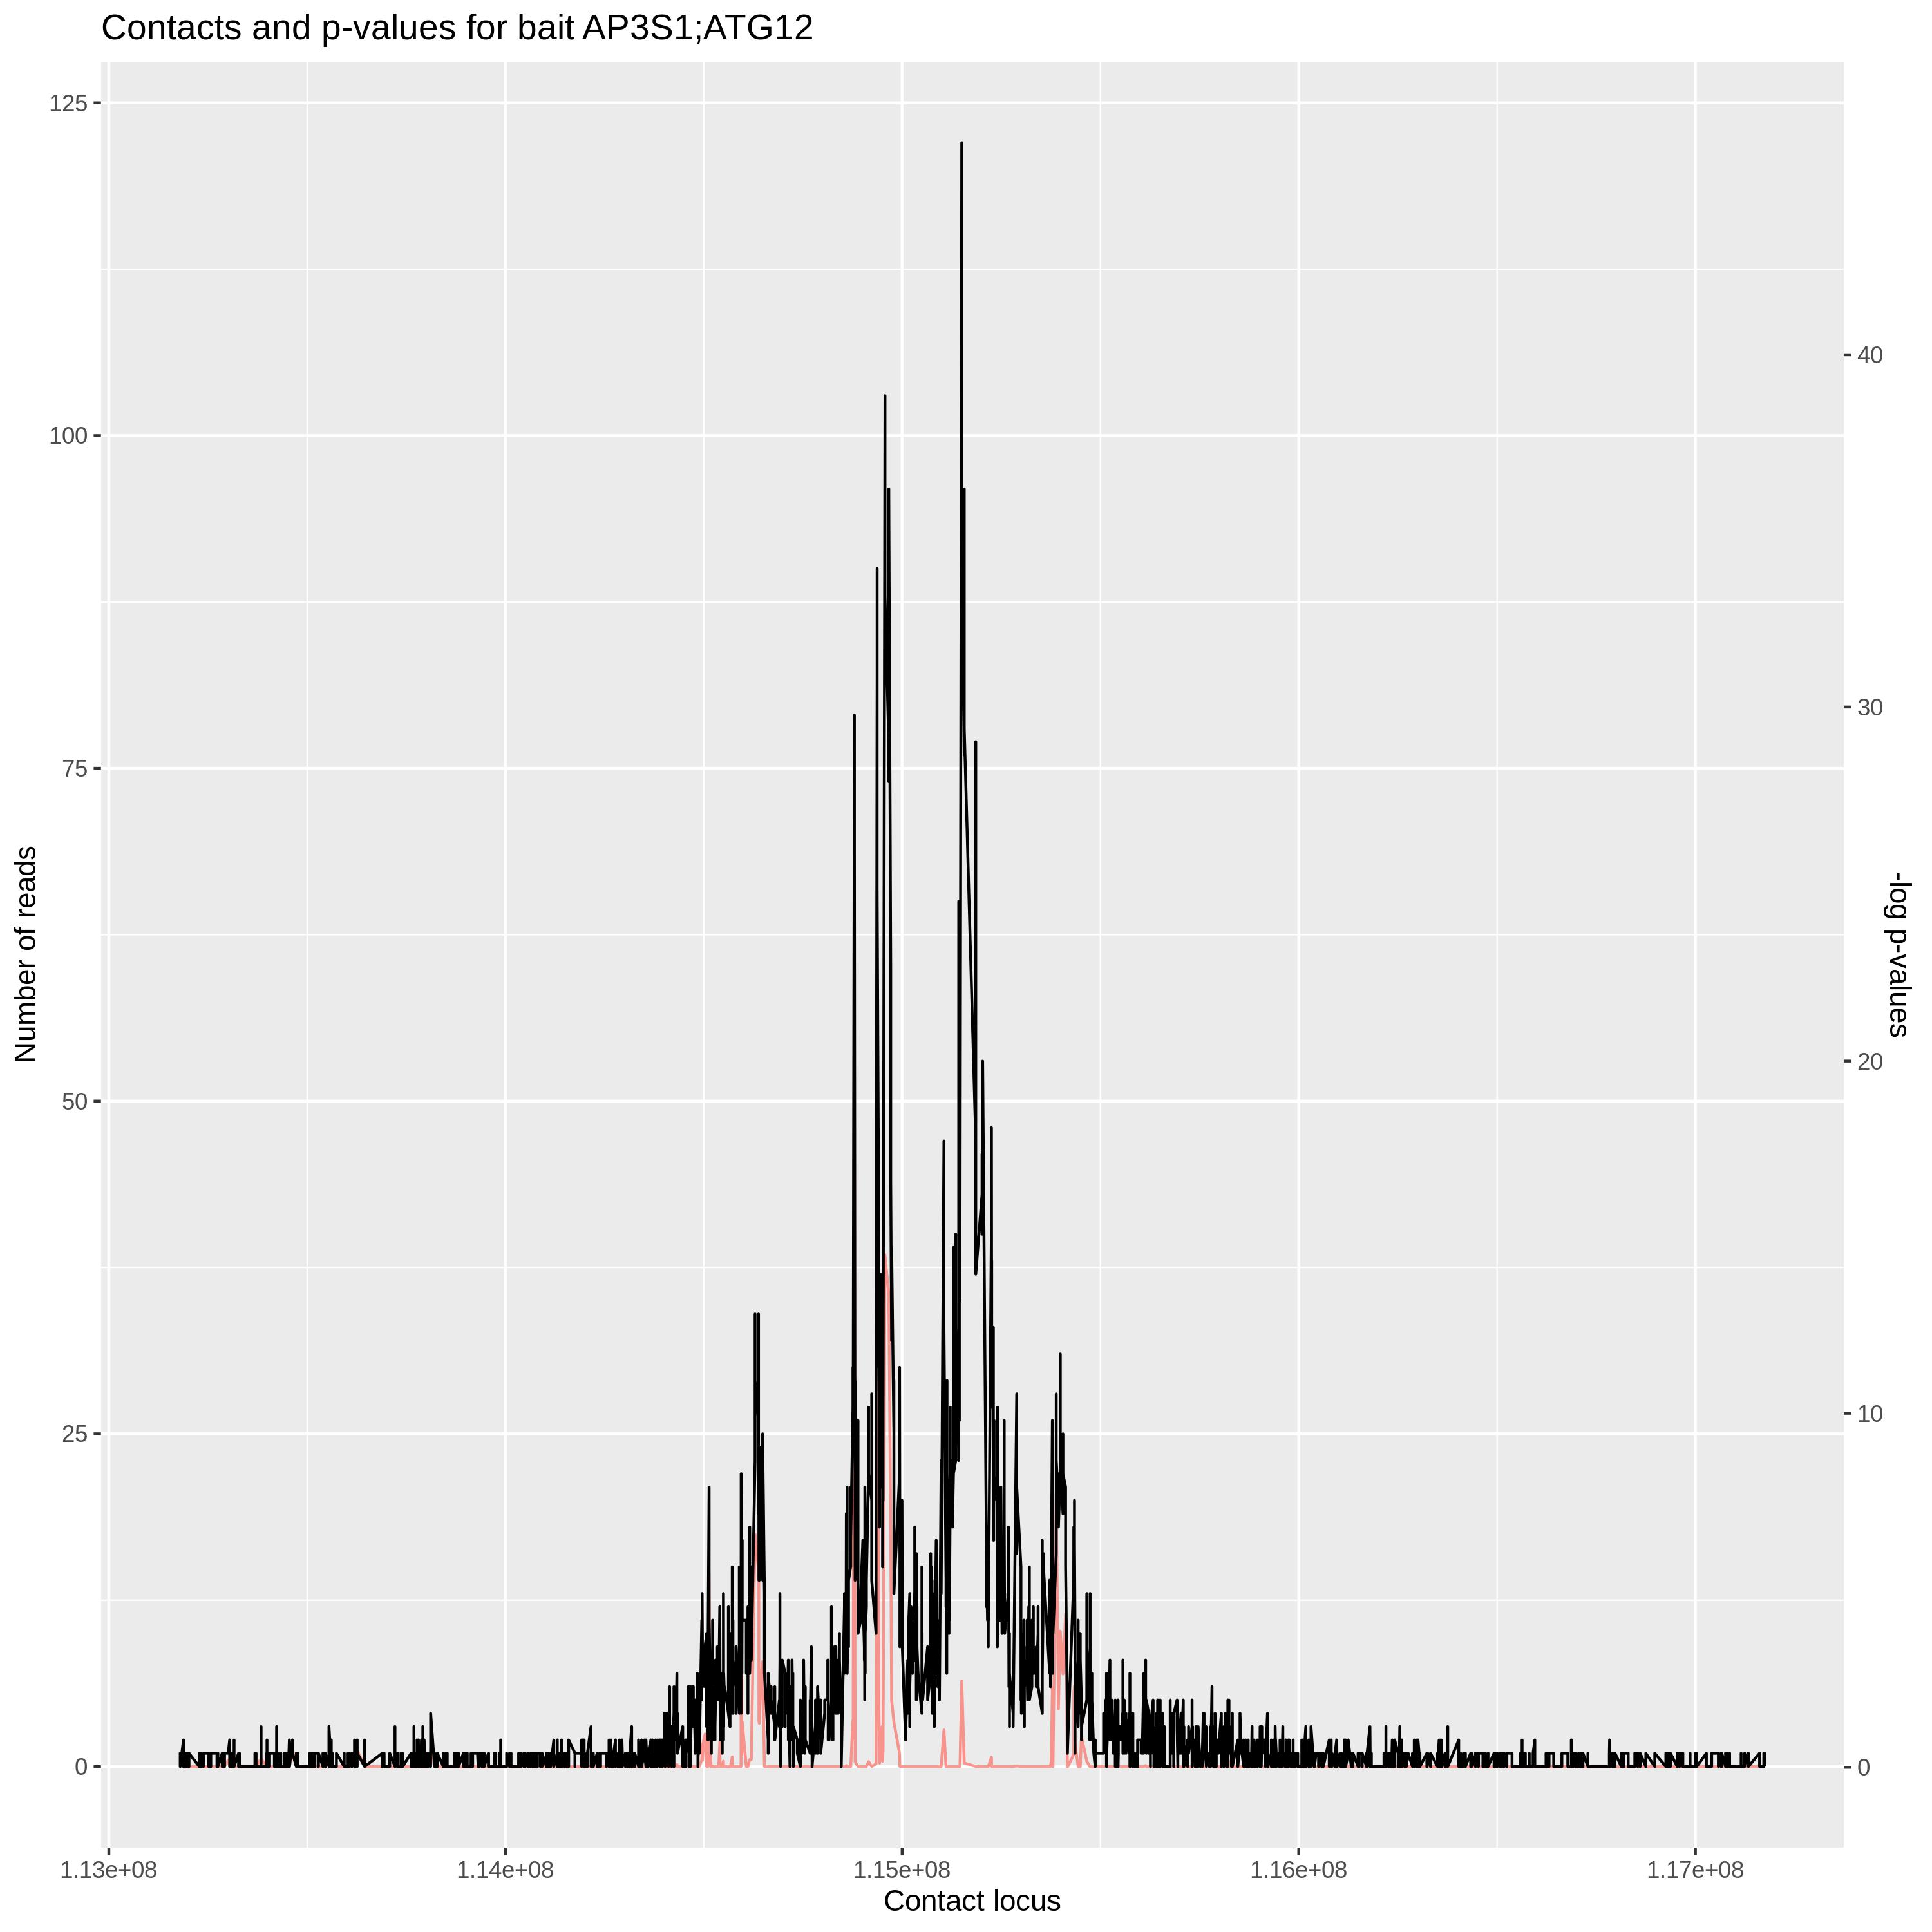 Contacts and p-values for bait AP3S1;ATG12
125
100
75
50
25
0
Number of reads
40
30
20
10
0
-log p-values
1.13e+08 1.14e+08 1.15e+08 1.16e+08 1.17e+08
Contact locus